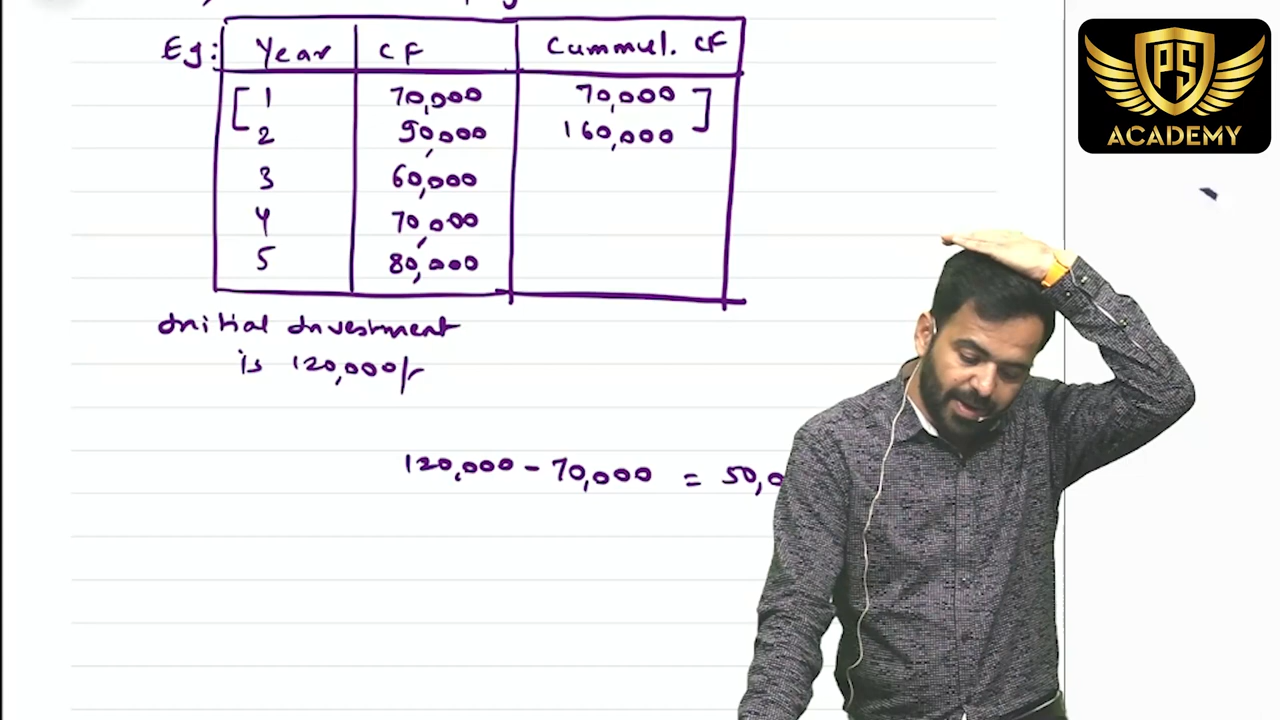 Eg: Year CF Cummul. CF
1 70,000 70,000
2 90,000 160,000
3 60,000
4 70,000
5 80,000
Initial Investment
is 120,000/-
120,000 - 70,000 = 50,0
PS
ACADEMY